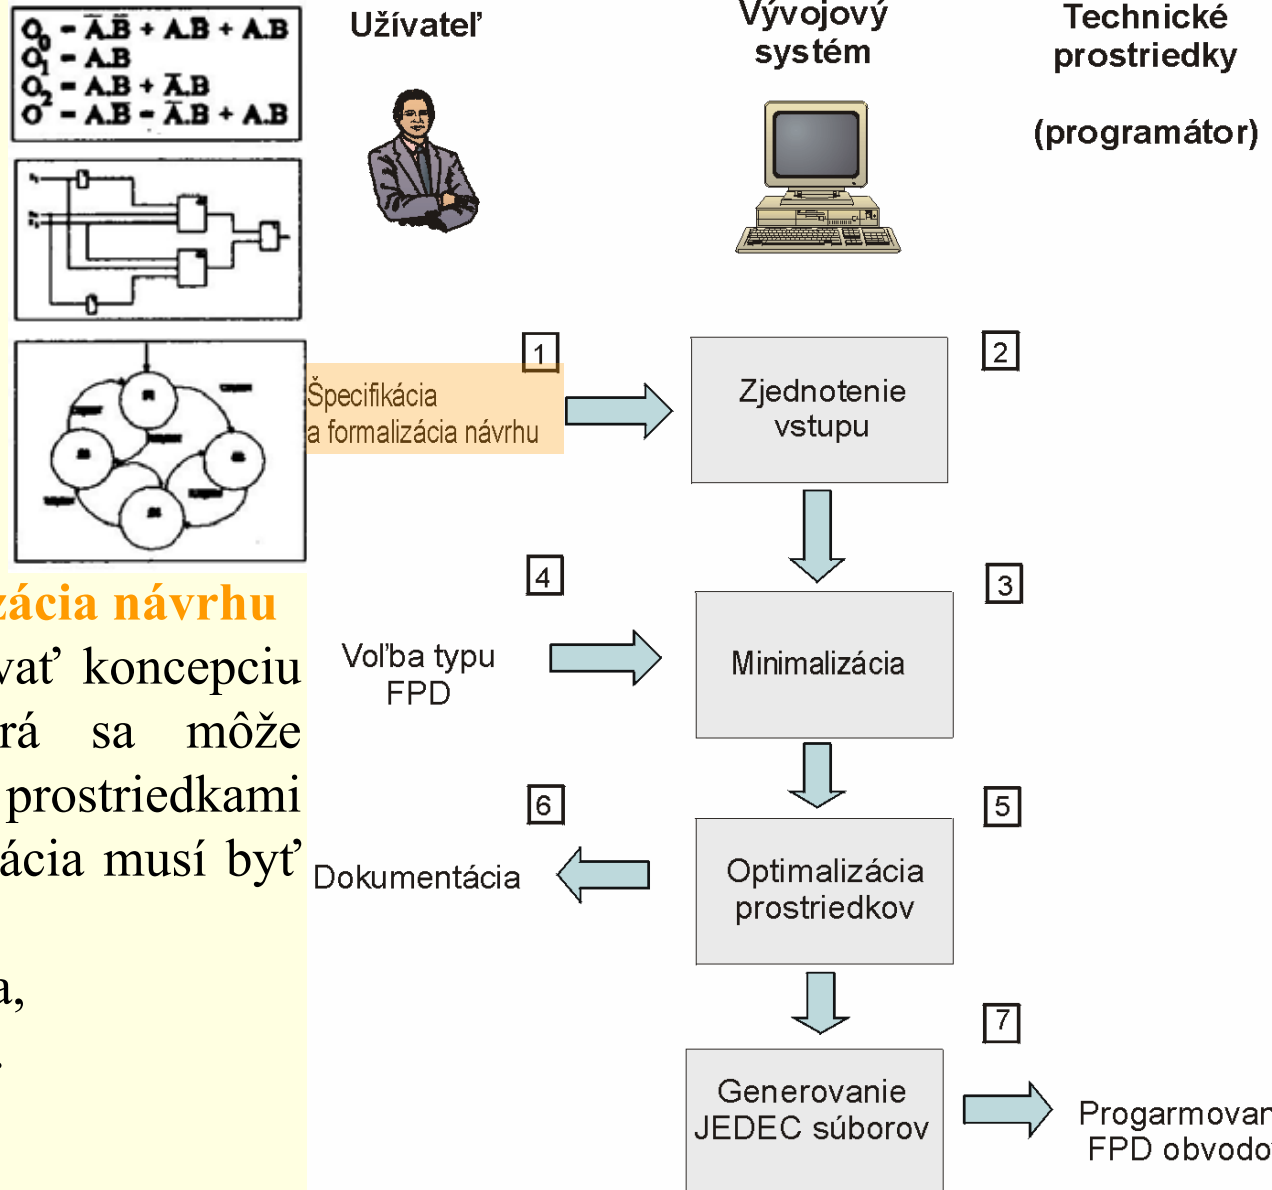 Užívateľ
Vývojový
systém
Technické
prostriedky
(programátor)
1
Špecifikácia
a formalizácia návrhu
2
Zjednotenie
vstupu
4
Voľba typu
FPD
3
Minimalizácia
6
Dokumentácia
5
Optimalizácia
prostriedkov
7
Generovanie
JEDEC súborov
Progarmovan
FPD obvodo
zácia návrhu
vať koncepciu
rá sa môže
prostriedkami
ácia musí byť
a,